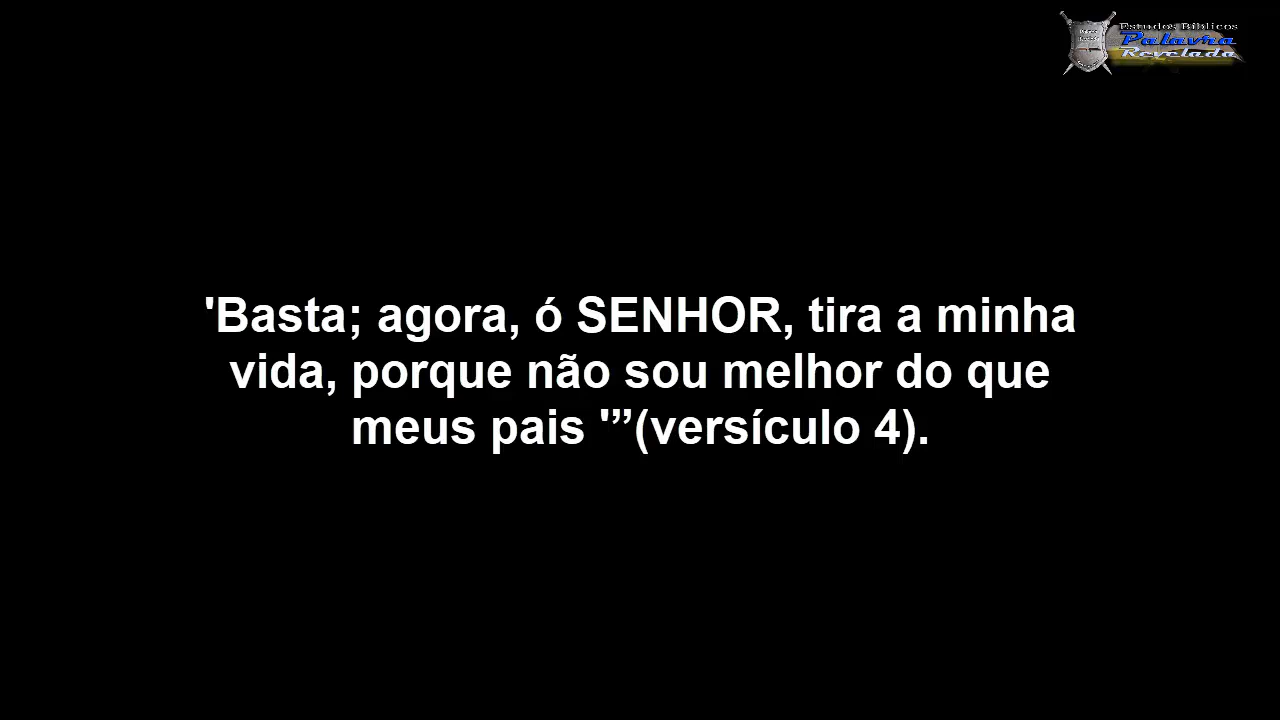 Estudos Bíblicos
Palavra
Revelada
'Basta; agora, ó SENHOR, tira a minha
vida, porque não sou melhor do que
meus pais '”(versículo 4).